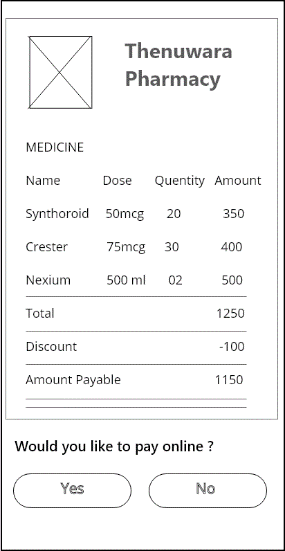 Thenuwara
Pharmacy
MEDICINE
Name Dose Quentity Amount
Synthoroid 50mcg 20 350
Crester 75mcg 30 400
Nexium 500 ml 02 500
Total 1250
Discount -100
Amount Payable 1150
Would you like to pay online ?
Yes No